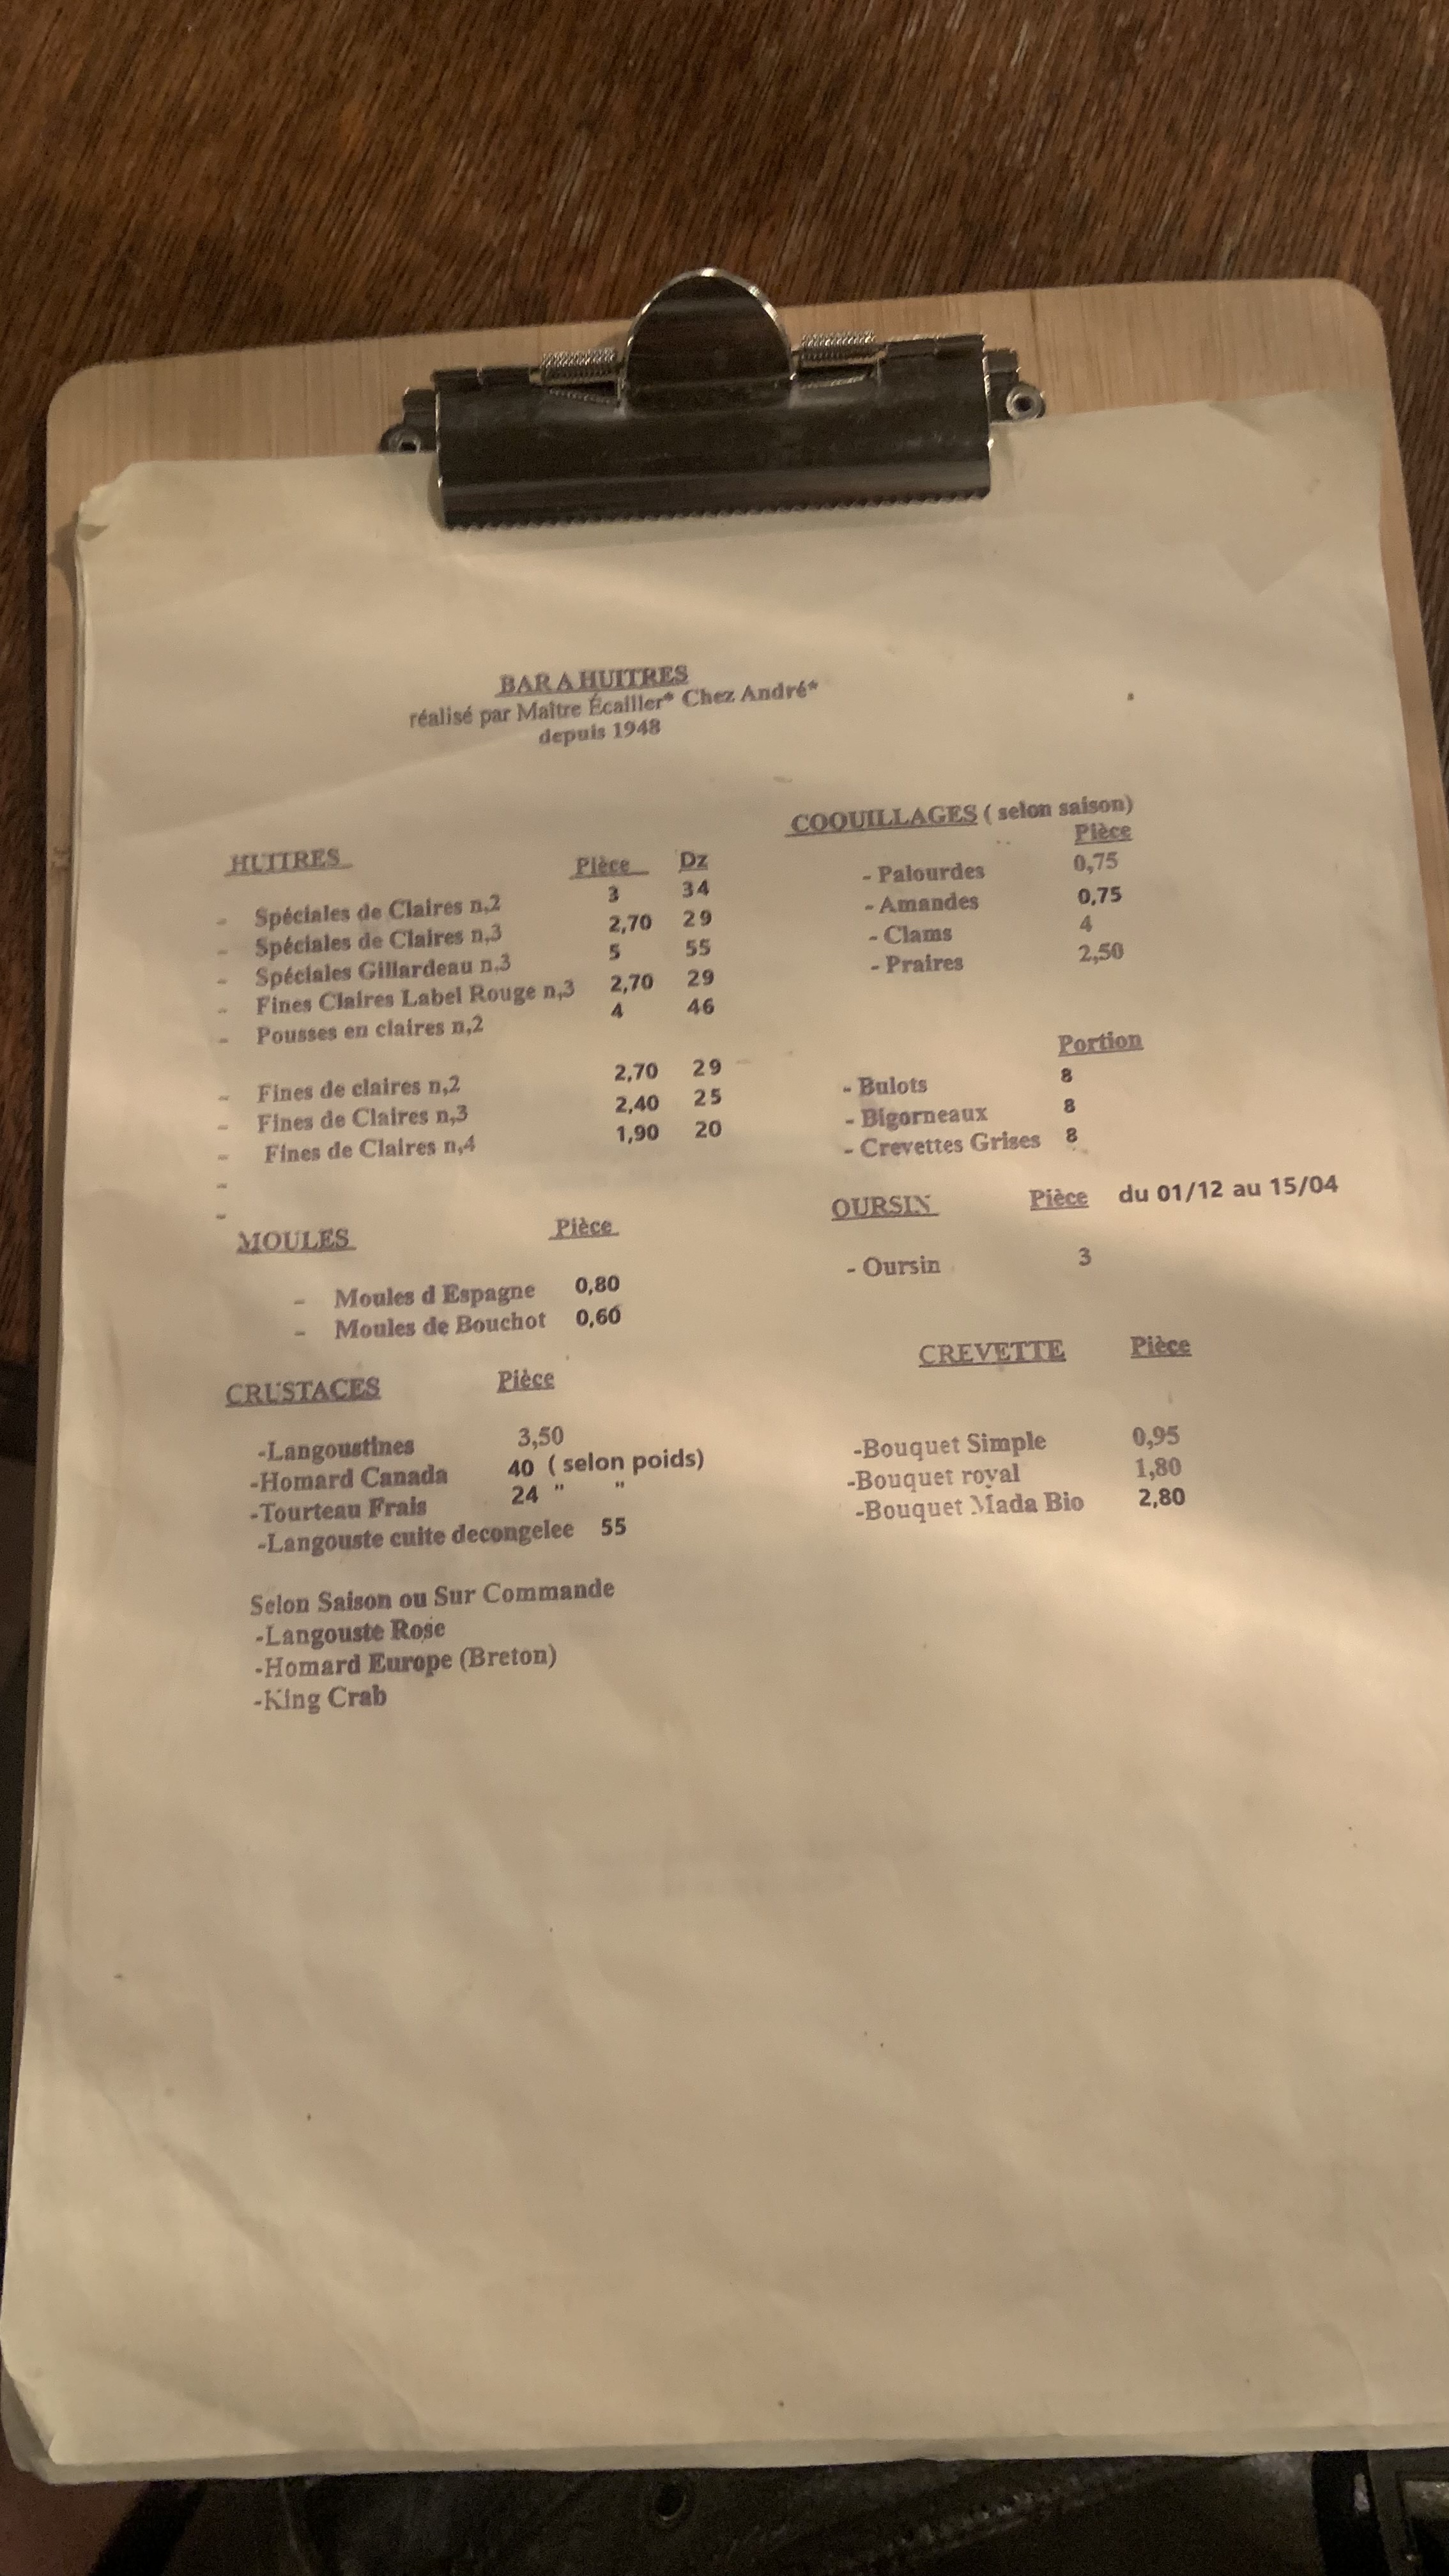 BAR A HUITRES
réalisé par Maître Écailler* Chez André*
depuis 1948
HUITRES Pièce Dz
- Spéciales de Claires n,2 3 34
- Spéciales de Claires n,3 2,70 29
- Spéciales Gillardeau n,3 5 55
- Fines Claires Label Rouge n,3 2,70 29
- Pousses en claires n,2 4 46
- Fines de claires n,2 2,70 29
- Fines de Claires n,3 2,40 25
- Fines de Claires n,4 1,90 20
-
-
MOULES Pièce
- Moules d Espagne 0,80
- Moules de Bouchot 0,60
CRUSTACES Pièce
-Langoustines 3,50
-Homard Canada 40 ( selon poids)
-Tourteau Frais 24 " "
-Langouste cuite decongelee 55
Selon Saison ou Sur Commande
-Langouste Rose
-Homard Europe (Breton)
-King Crab
COQUILLAGES ( selon saison)
Pièce
- Palourdes 0,75
- Amandes 0,75
- Clams 4
- Praires 2,50
Portion
- Bulots 8
- Bigorneaux 8
- Crevettes Grises 8
OURSIN Pièce du 01/12 au 15/04
- Oursin 3
CREVETTE Pièce
-Bouquet Simple 0,95
-Bouquet royal 1,80
-Bouquet Mada Bio 2,80